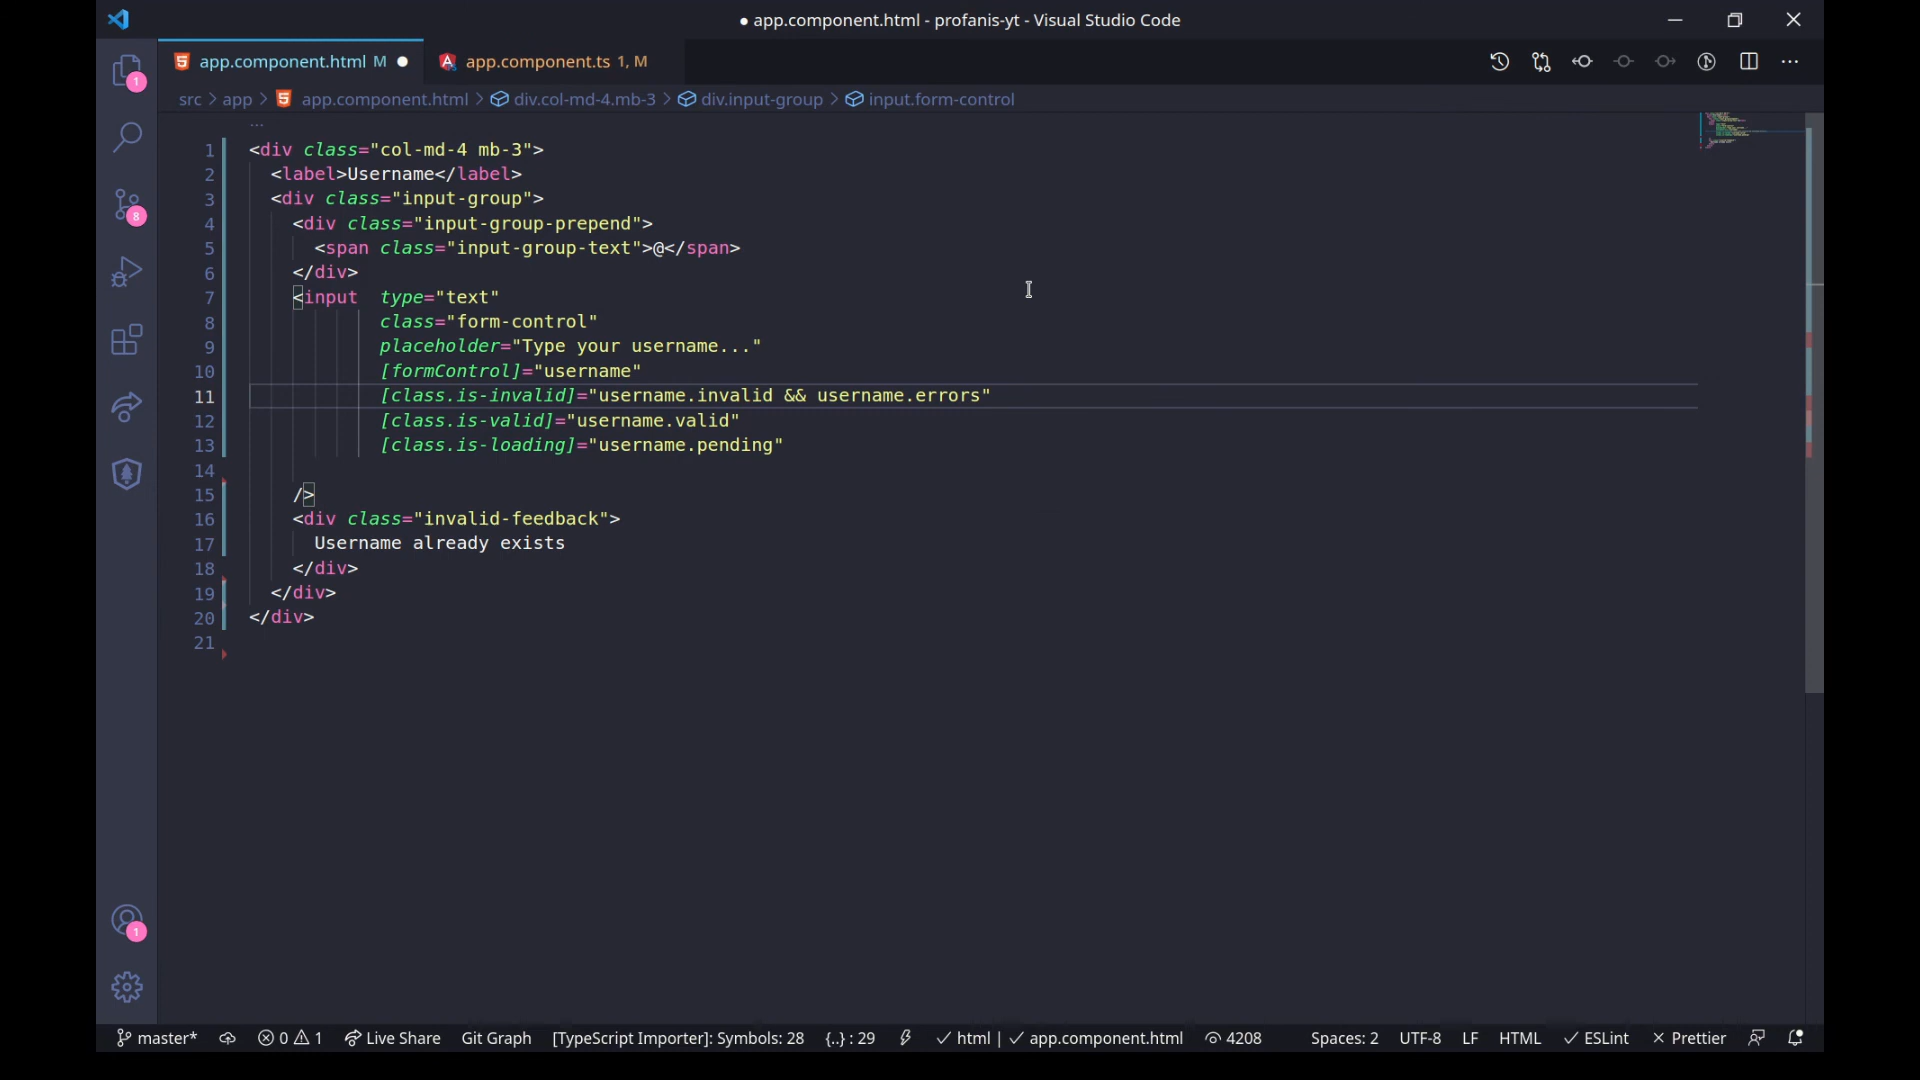 ● app.component.html - profanis-yt - Visual Studio Code
app.component.html M ●
app.component.ts 1, M
src > app > app.component.html > div.col-md-4.mb-3 > div.input-group > input.form-control
...
1 <div class="col-md-4 mb-3">
2 <label>Username</label>
3 <div class="input-group">
4 <div class="input-group-prepend">
5 <span class="input-group-text">@</span>
6 </div>
7 <input type="text"
8 class="form-control"
9 placeholder="Type your username..."
10 [formControl]="username"
11 [class.is-invalid]="username.invalid && username.errors"
12 [class.is-valid]="username.valid"
13 [class.is-loading]="username.pending"
14
15 />
16 <div class="invalid-feedback">
17 Username already exists
18 </div>
19 </div>
20 </div>
21
1
8
1
master* 0 1 Live Share Git Graph [TypeScript Importer]: Symbols: 28 {..} : 29 ✓ html | ✓ app.component.html 4208 Spaces: 2 UTF-8 LF HTML ✓ ESLint × Prettier